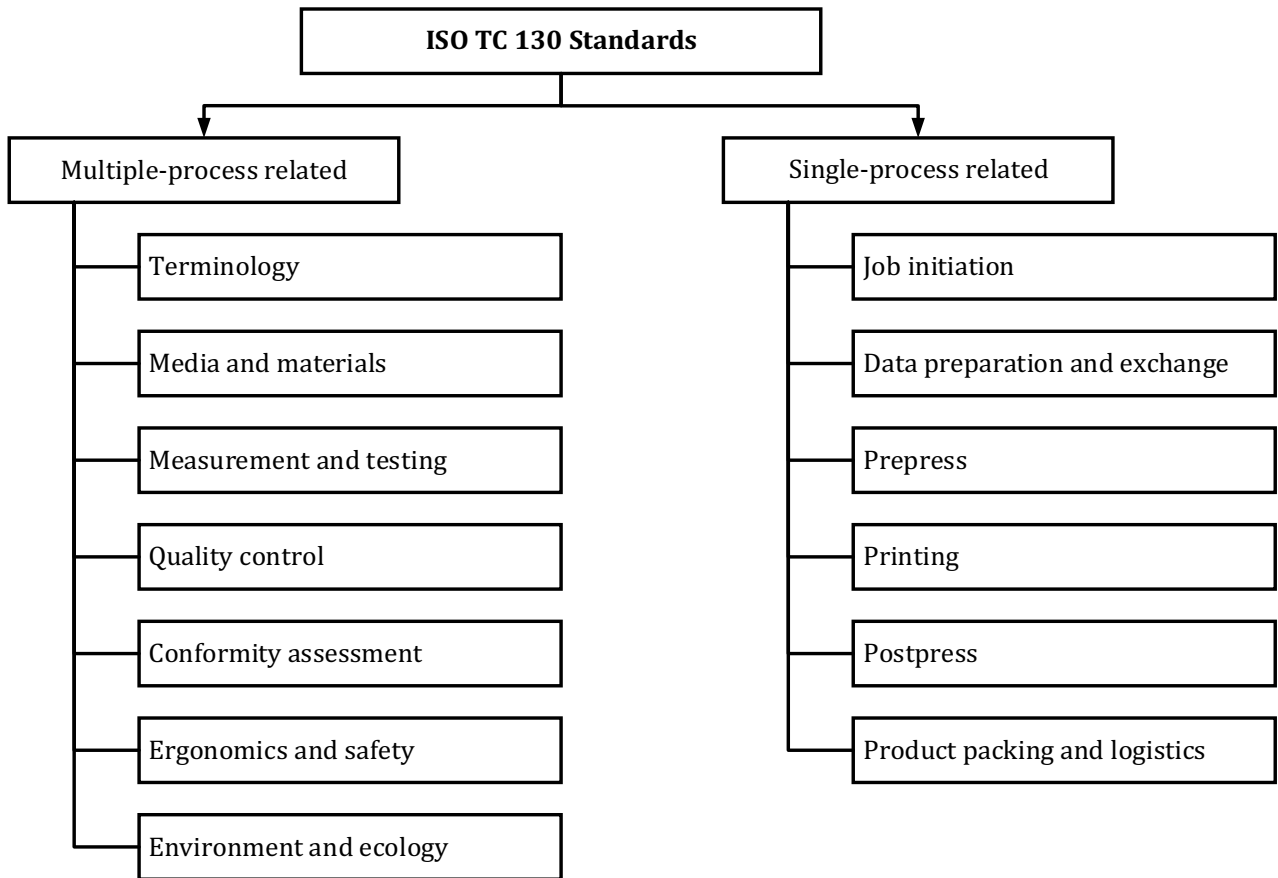 ISO TC 130 Standards
Multiple-process related
Terminology
Media and materials
Measurement and testing
Quality control
Conformity assessment
Ergonomics and safety
Environment and ecology
Single-process related
Job initiation
Data preparation and exchange
Prepress
Printing
Postpress
Product packing and logistics